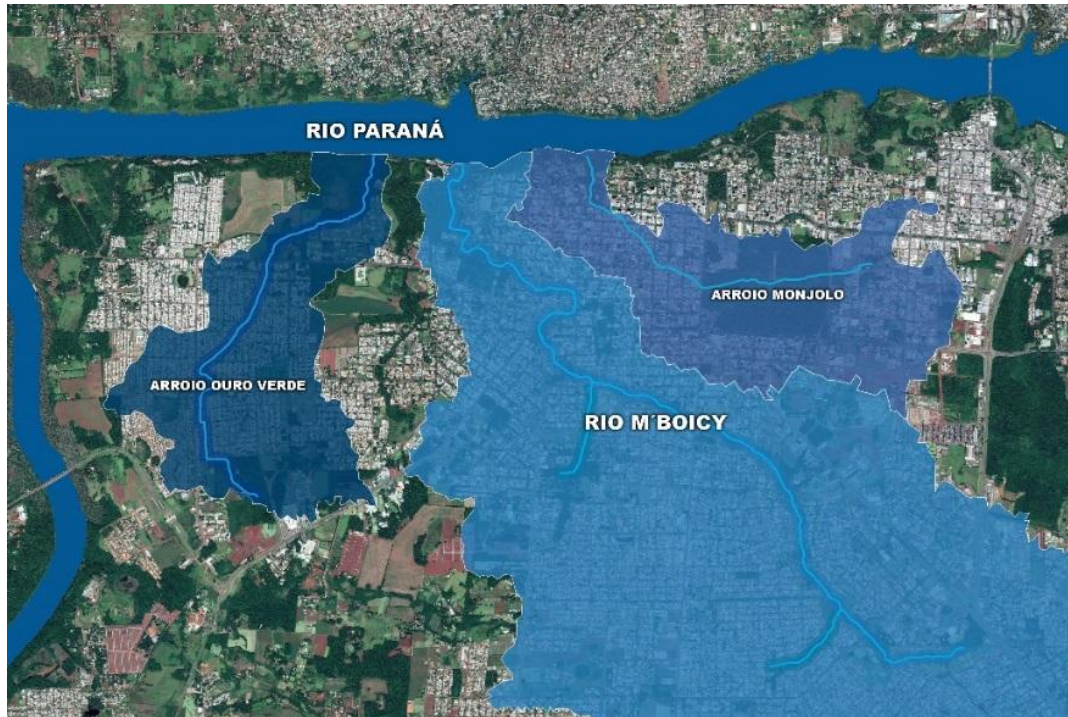 RIO PARANÁ
ARROIO MONJOLO
ARROIO OURO VERDE
RIO M´BOICY